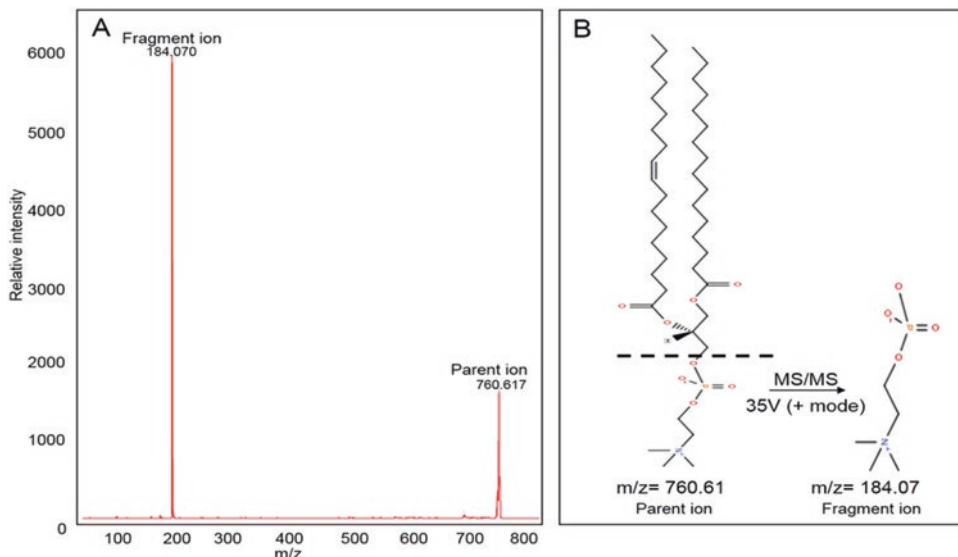 A
Fragment ion
184.070
6000
5000
4000
3000
2000
1000
0
Relative intensity
Parent ion
760.617
100 200 300 400 500 600 700 800
m/z
B
O
O
O
O
O
P
O
O
N+
MS/MS
35V (+ mode)
O
P
O
O
N+
m/z= 760.61
Parent ion
m/z= 184.07
Fragment ion